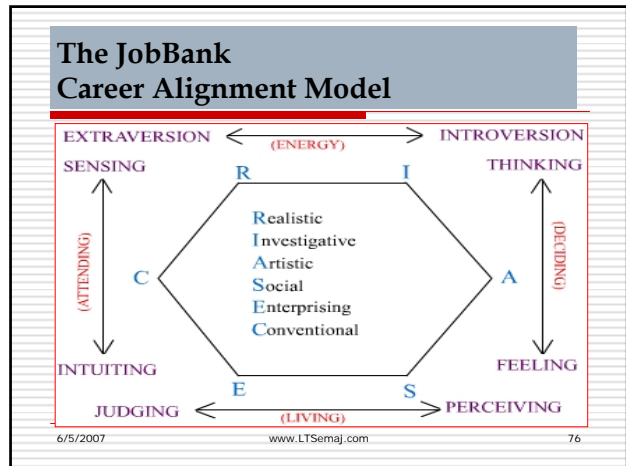 The JobBank
Career Alignment Model
EXTRAVERSION (ENERGY) INTROVERSION
SENSING THINKING
R I
Realistic
Investigative
Artistic
Social
Enterprising
Conventional
(ATTENDING) C A (DECIDING)
INTUITING FEELING
E S
JUDGING (LIVING) PERCEIVING
6/5/2007 www.LTSemaj.com 76